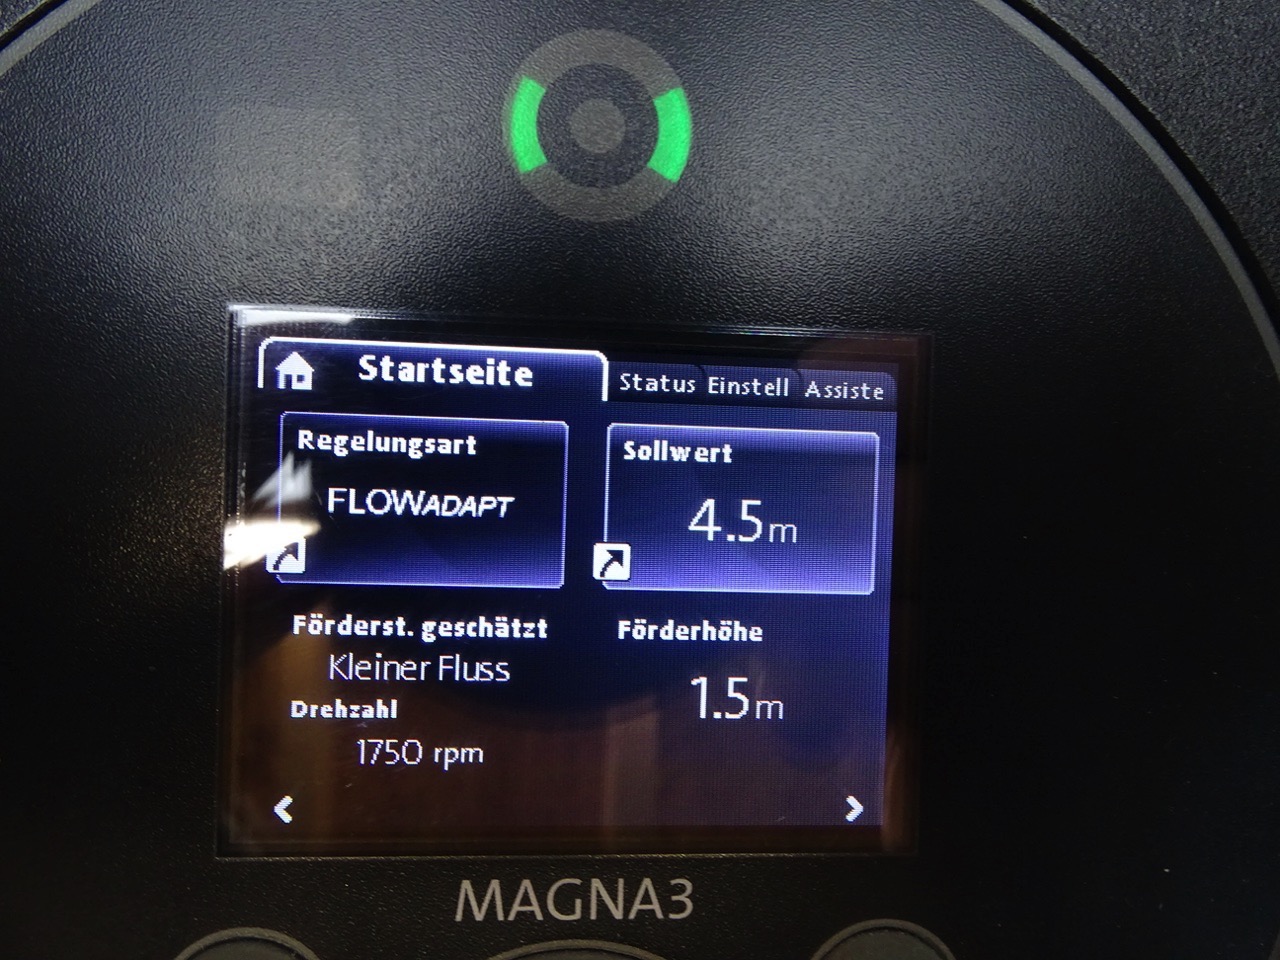 Startseite
Status Einstell Assiste
Regelungsart
FLOWADAPT
Sollwert
4.5m
Förderst. geschätzt
Kleiner Fluss
Drehzahl
1750 rpm
Förderhöhe
1.5m
MAGNA3